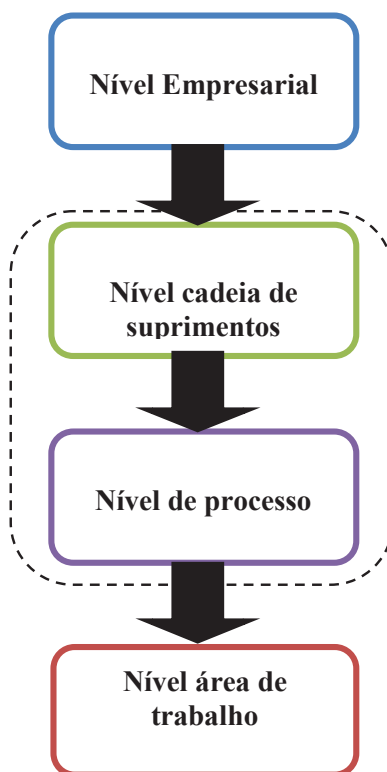 Nível Empresarial
Nível cadeia de
suprimentos
Nível de processo
Nível área de
trabalho